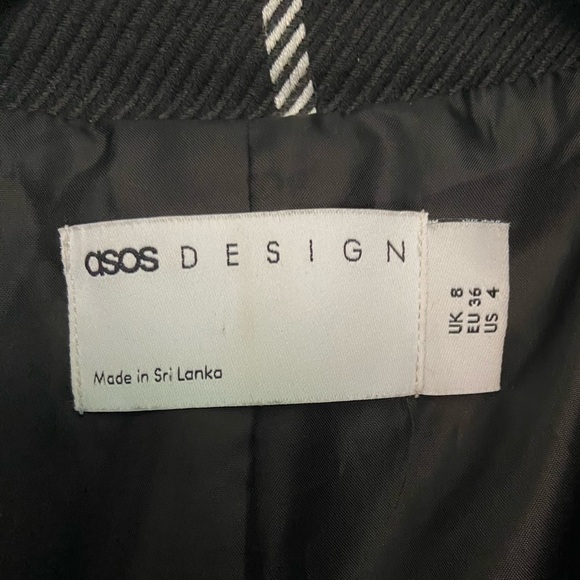 asos DESIGN
Made in Sri Lanka
UK 8
EU 36
US 4